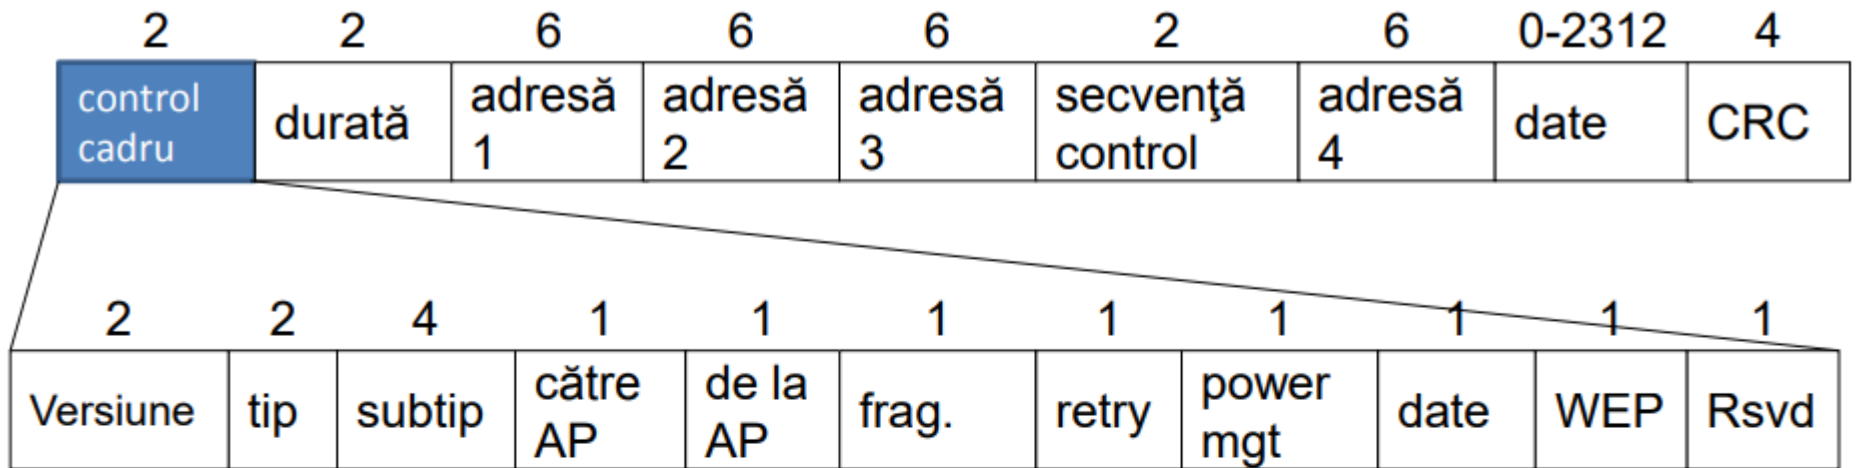 2 2 6 6 6 2 6 0-2312 4
control cadru durată adresă 1 adresă 2 adresă 3 secvenţă control adresă 4 date CRC
2 2 4 1 1 1 1 1 1 1 1
Versiune tip subtip către AP de la AP frag. retry power mgt date WEP Rsvd